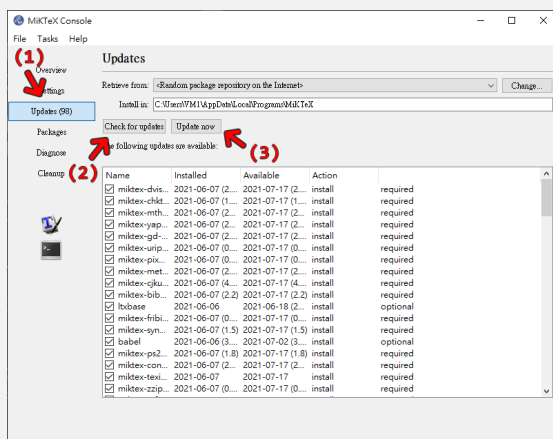 MiKTeX Console
File Tasks Help
(1)
Overview
Settings
Updates (98)
Packages
Diagnose
Cleanup
Updates
Retrieve from: <Random package repository on the Internet> Change...
Install in: C:\Users\VM1\AppData\Local\Programs\MiKTeX
Check for updates Update now
The following updates are available:
(2)
(3)
Name Installed Available Action
miktex-dvis... 2021-06-07 (2.... 2021-07-17 (2.... install required
miktex-chkt... 2021-06-07 (1.... 2021-07-17 (1.... install required
miktex-mth... 2021-06-07 (2... 2021-07-17 (2... install required
miktex-yap... 2021-06-07 (2... 2021-07-17 (2... install required
miktex-gd-... 2021-06-07 (2.... 2021-07-17 (2.... install required
miktex-urip... 2021-06-07 (0.... 2021-07-17 (0.... install required
miktex-pix... 2021-06-07 (0.... 2021-07-17 (0.... install required
miktex-met... 2021-06-07 (2... 2021-07-17 (2... install required
miktex-cjku... 2021-06-07 (4.... 2021-07-17 (4.... install required
miktex-bib... 2021-06-07 (2.2) 2021-07-17 (2.2) install required
ltxbase 2021-06-06 2021-06-18 (2... install optional
miktex-fribi... 2021-06-07 (0.... 2021-07-17 (0.... install required
miktex-syn... 2021-06-07 (1.5) 2021-07-17 (1.5) install required
babel 2021-06-06 (3.... 2021-07-02 (3.... install optional
miktex-ps2... 2021-06-07 (1.8) 2021-07-17 (1.8) install required
miktex-con... 2021-06-07 (2... 2021-07-17 (2... install required
miktex-texi... 2021-06-07 2021-07-17 install required
miktex-zzip... 2021-06-07 (0.... 2021-07-17 (0.... install required